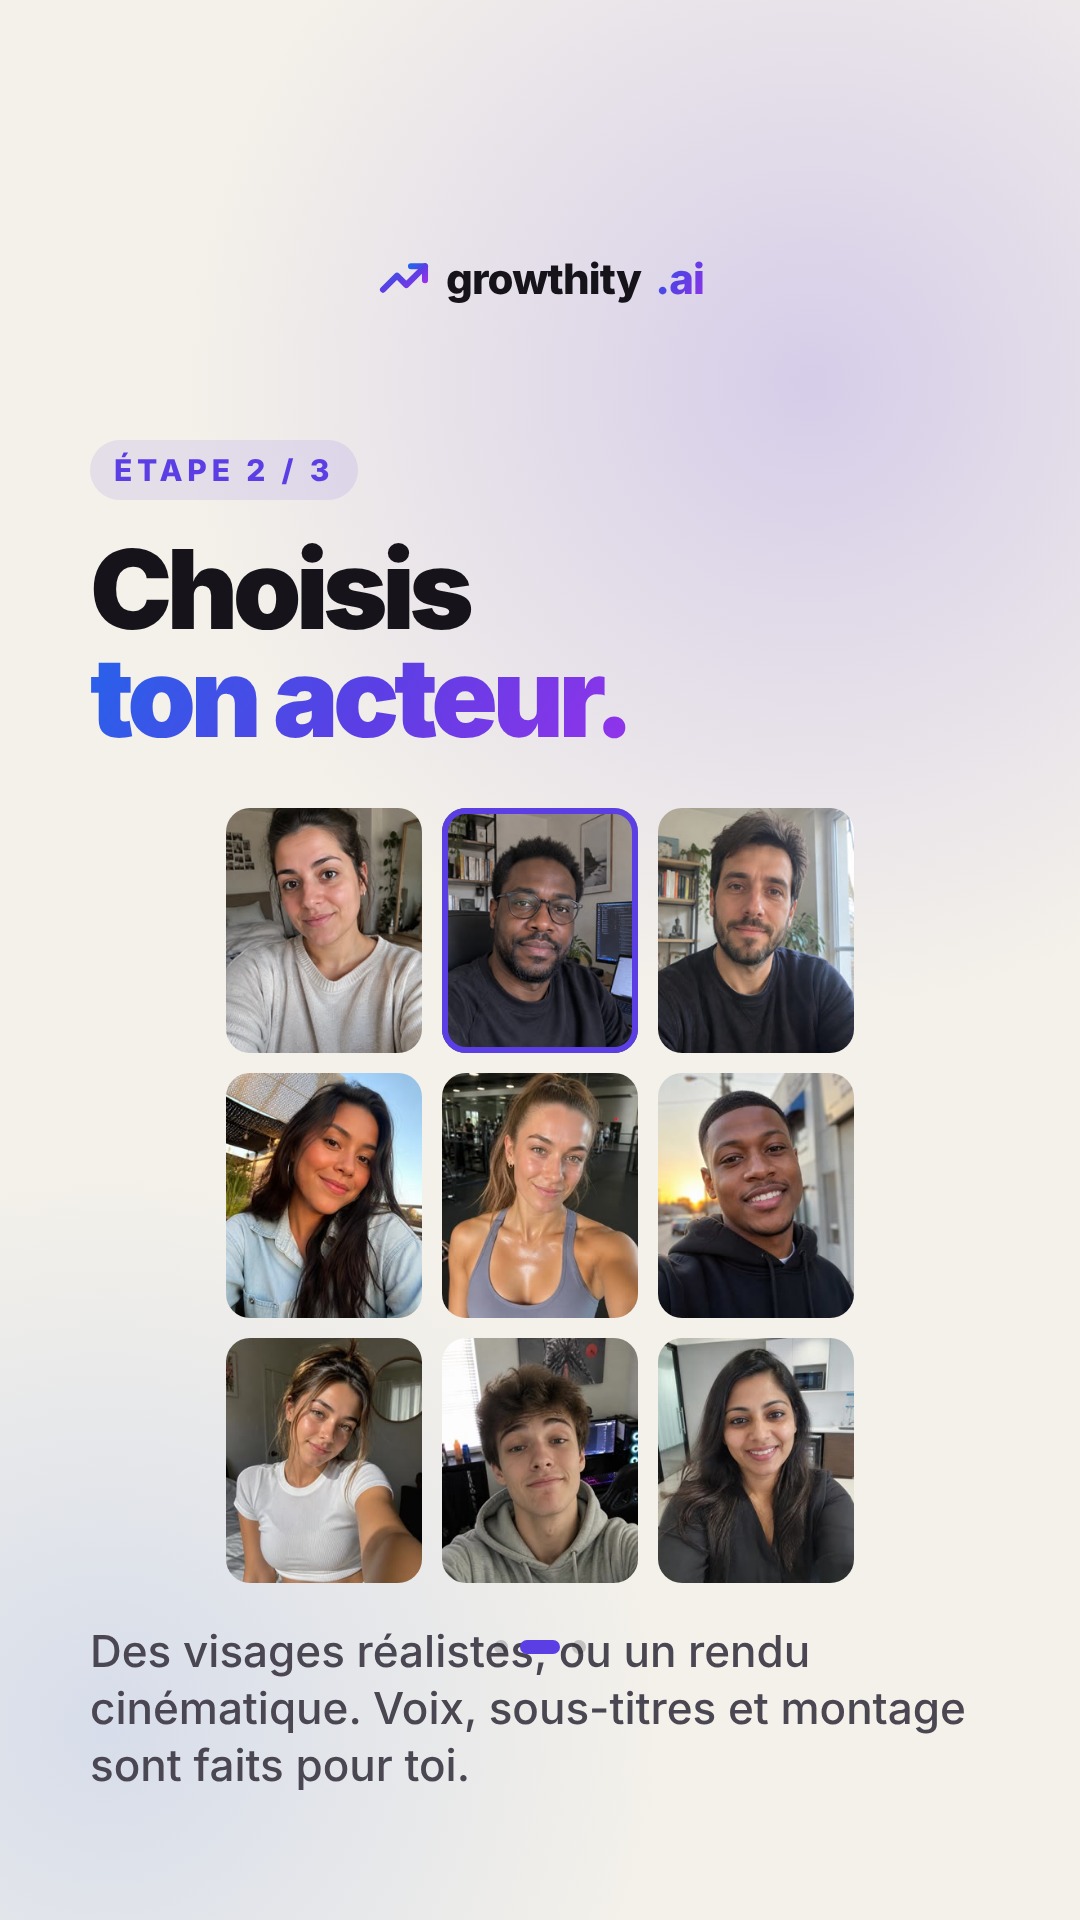 growthity .ai
ÉTAPE 2 / 3
Choisis
ton acteur.
Des visages réalistes, ou un rendu
cinématique. Voix, sous-titres et montage
sont faits pour toi.